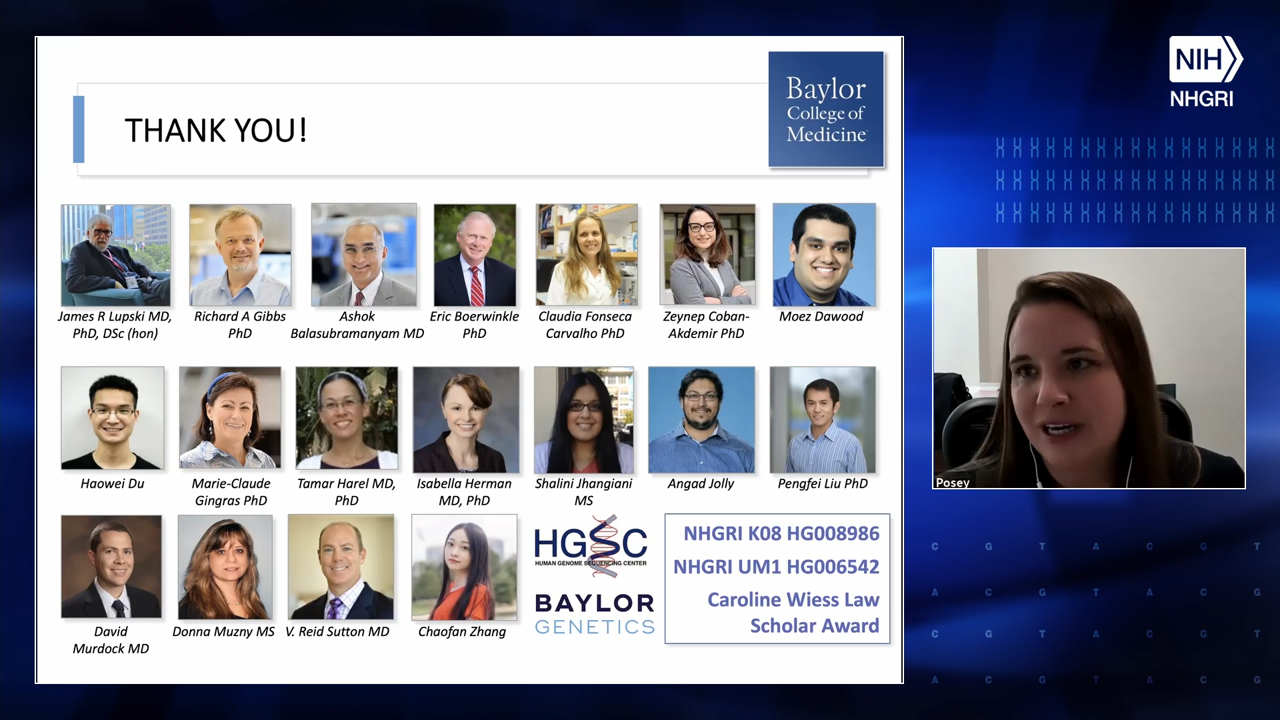 THANK YOU!
Baylor
College of
Medicine
NIH
NHGRI
James R Lupski MD,
PhD, DSc (hon)
Richard A Gibbs
PhD
Ashok
Balasubramanyam MD
Eric Boerwinkle
PhD
Claudia Fonseca
Carvalho PhD
Zeynep Coban-
Akdemir PhD
Moez Dawood
Haowei Du
Marie-Claude
Gingras PhD
Tamar Harel MD,
PhD
Isabella Herman
MD, PhD
Shalini Jhangiani
MS
Angad Jolly
Pengfei Liu PhD
Posey
David
Murdock MD
Donna Muzny MS
V. Reid Sutton MD
Chaofan Zhang
HGSC
HUMAN GENOME SEQUENCING CENTER
BAYLOR
GENETICS
NHGRI K08 HG008986
NHGRI UM1 HG006542
Caroline Wiess Law
Scholar Award
C G T A C G T
A C G T A C G
C G T A C G T
A C G T A C G